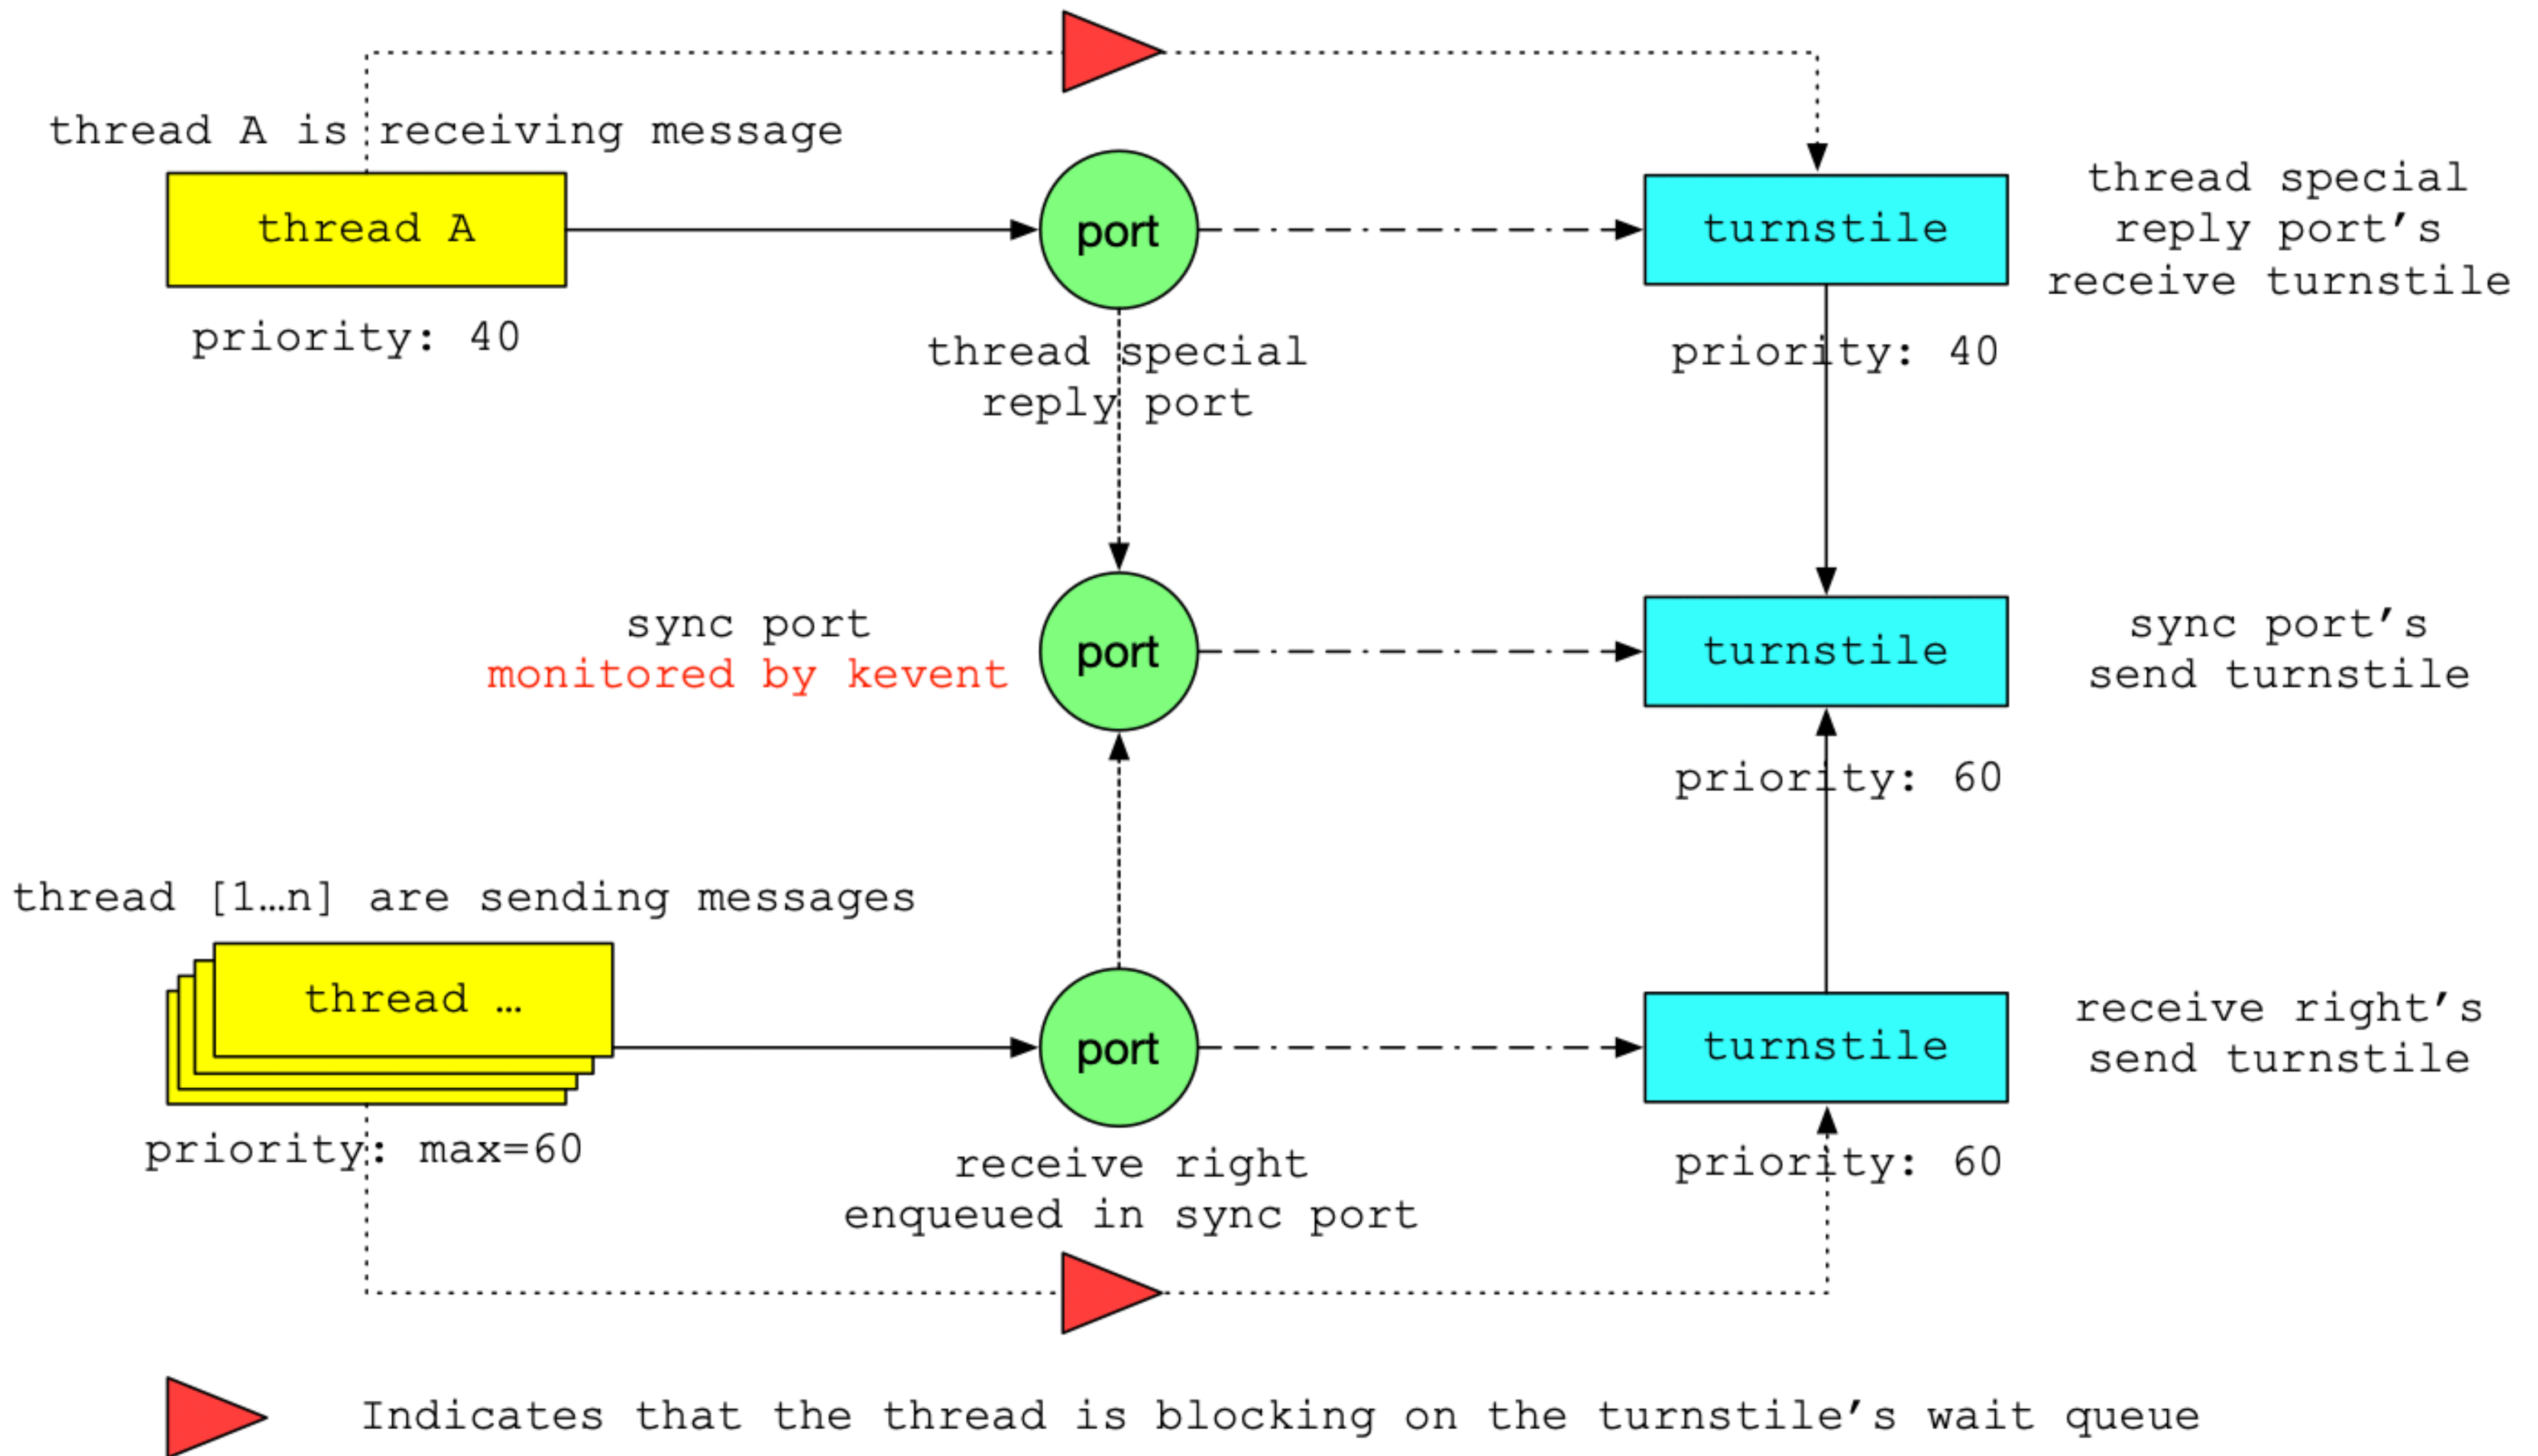 thread A is receiving message
thread A
port
turnstile
thread special
reply port’s
receive turnstile
priority: 40
thread special
reply port
priority: 40
sync port
monitored by kevent
port
turnstile
sync port’s
send turnstile
priority: 60
thread [1…n] are sending messages
thread …
port
turnstile
receive right’s
send turnstile
priority: max=60
receive right
enqueued in sync port
priority: 60
Indicates that the thread is blocking on the turnstile’s wait queue